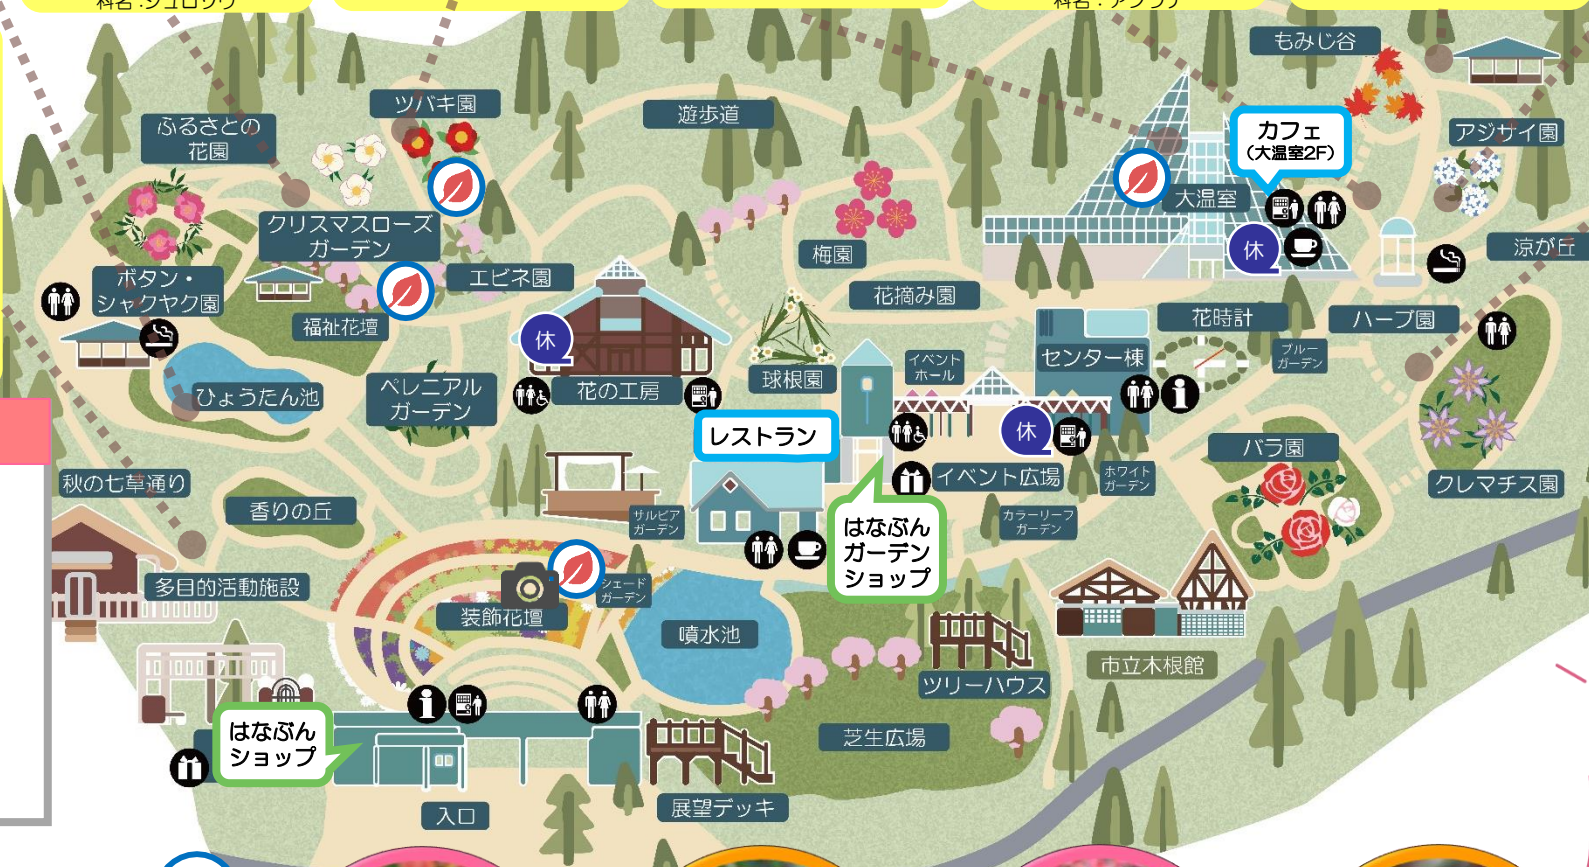 科名:シュロソウ
もみじ谷
ツバキ園
遊歩道
カフェ
(大温室2F)
アジサイ園
ふるさとの
花園
大温室
クリスマスローズ
ガーデン
梅園
休
涼が丘
ボタン・
シャクヤク園
エビネ園
花摘み園
福祉花壇
花時計
ハーブ園
休
センター棟
ブルー
ガーデン
イベント
ホール
球根園
ひょうたん池
ペレニアル
ガーデン
花の工房
レストラン
休
バラ園
秋の七草通り
イベント広場
ホワイト
ガーデン
クレマチス園
香りの丘
サルビア
ガーデン
はなぶん
ガーデン
ショップ
カラーリーフ
ガーデン
多目的活動施設
シェード
ガーデン
装飾花壇
噴水池
市立木根館
ツリーハウス
はなぶん
ショップ
芝生広場
入口
展望デッキ